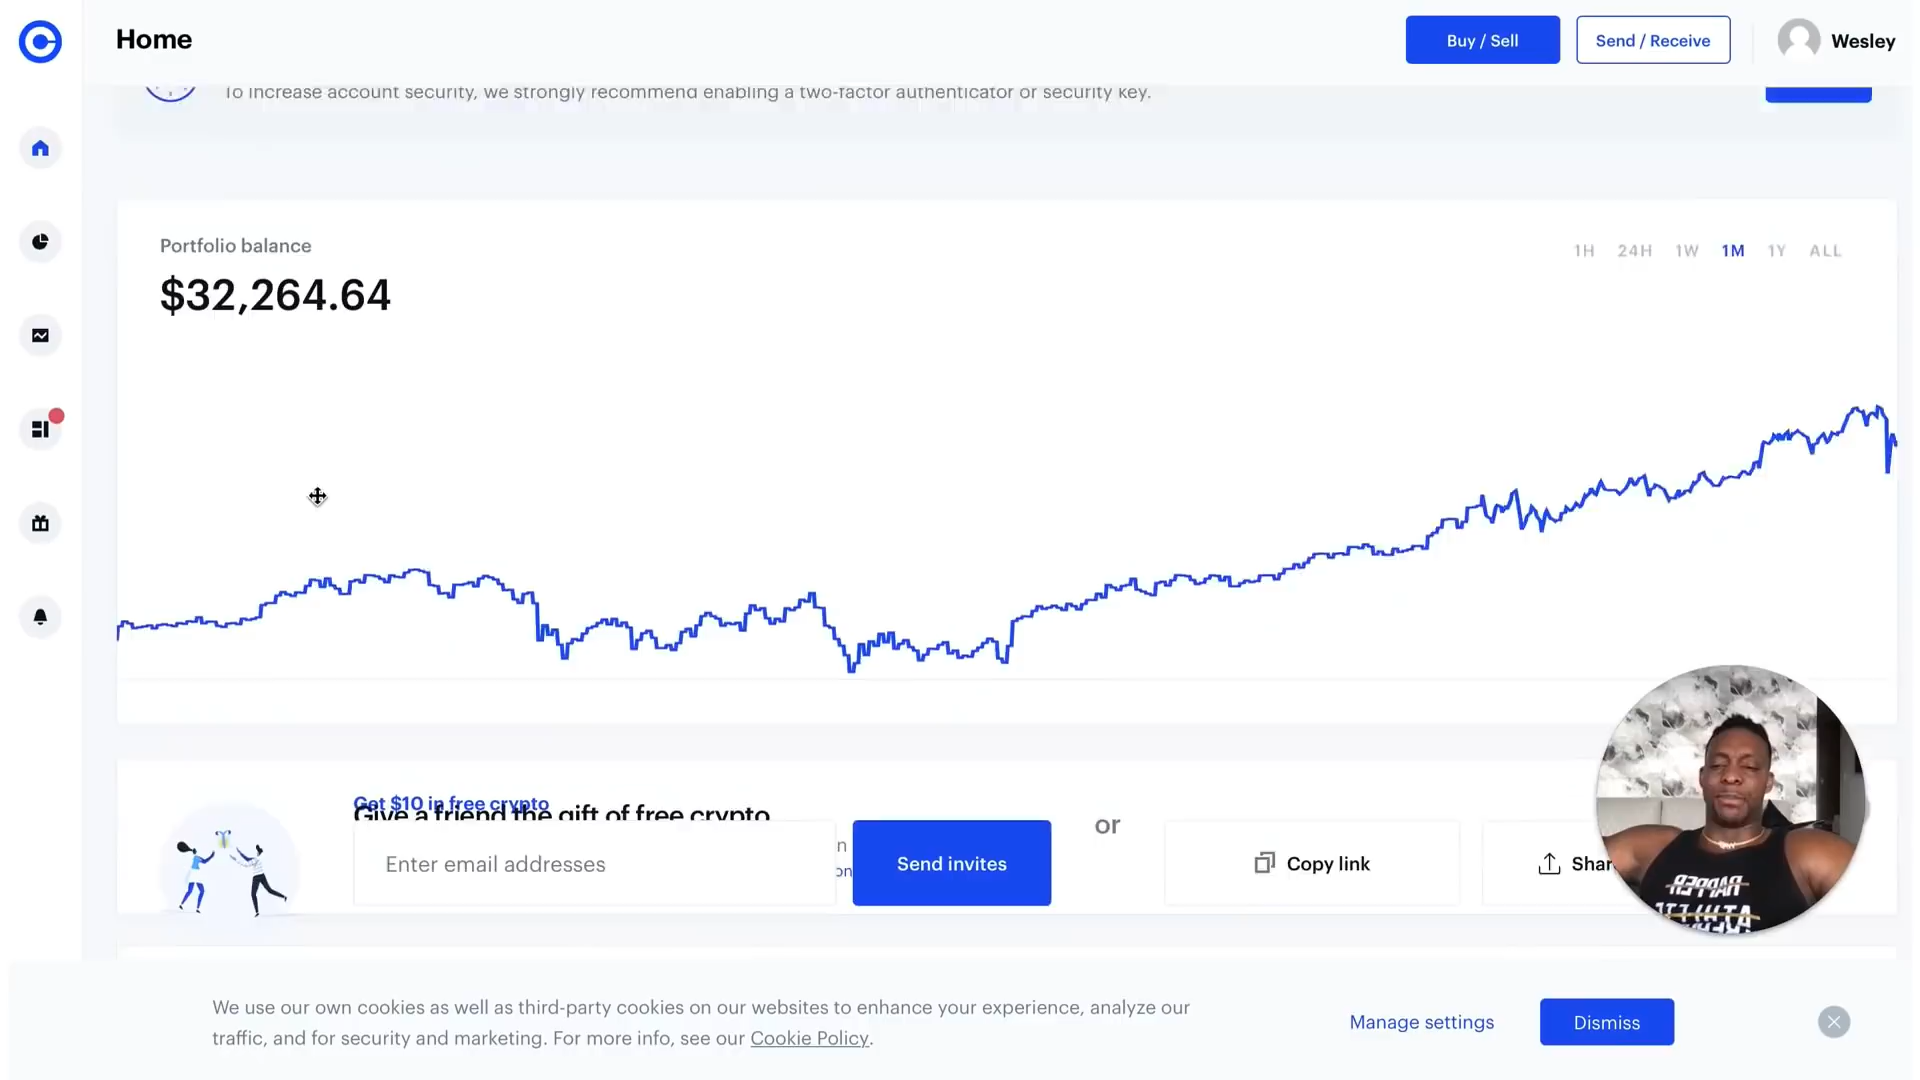 Home
Buy / Sell
Send / Receive
Wesley
To increase account security, we strongly recommend enabling a two-factor authenticator or security key.
Portfolio balance
1H 24H 1W 1M 1Y ALL
$32,264.64
Get $10 in free crypto
Give a friend the gift of free crypto
Enter email addresses
Send invites
or
Copy link
We use our own cookies as well as third-party cookies on our websites to enhance your experience, analyze our
traffic, and for security and marketing. For more info, see our Cookie Policy.
Manage settings
Dismiss